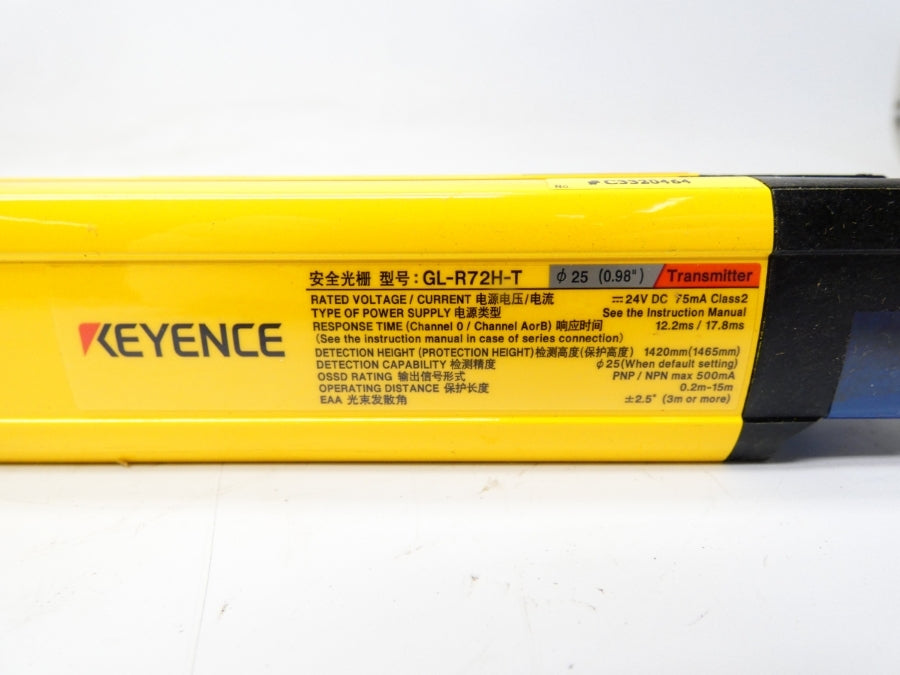 No.
KEYENCE
安全光栅 型号：GL-R72H-T ϕ25 (0.98") Transmitter
RATED VOLTAGE / CURRENT 电源电压/电流 ⎓24V DC 75mA Class2
TYPE OF POWER SUPPLY 电源类型 See the Instruction Manual
RESPONSE TIME (Channel 0 / Channel AorB) 响应时间 12.2ms / 17.8ms
(See the instruction manual in case of series connection)
DETECTION HEIGHT (PROTECTION HEIGHT) 检测高度(保护高度) 1420mm(1465mm)
DETECTION CAPABILITY 检测精度 ϕ25(When default setting)
OSSD RATING 输出信号形式 PNP / NPN max 500mA
OPERATING DISTANCE 保护长度 0.2m-15m
EAA 光束发散角 ±2.5° (3m or more)